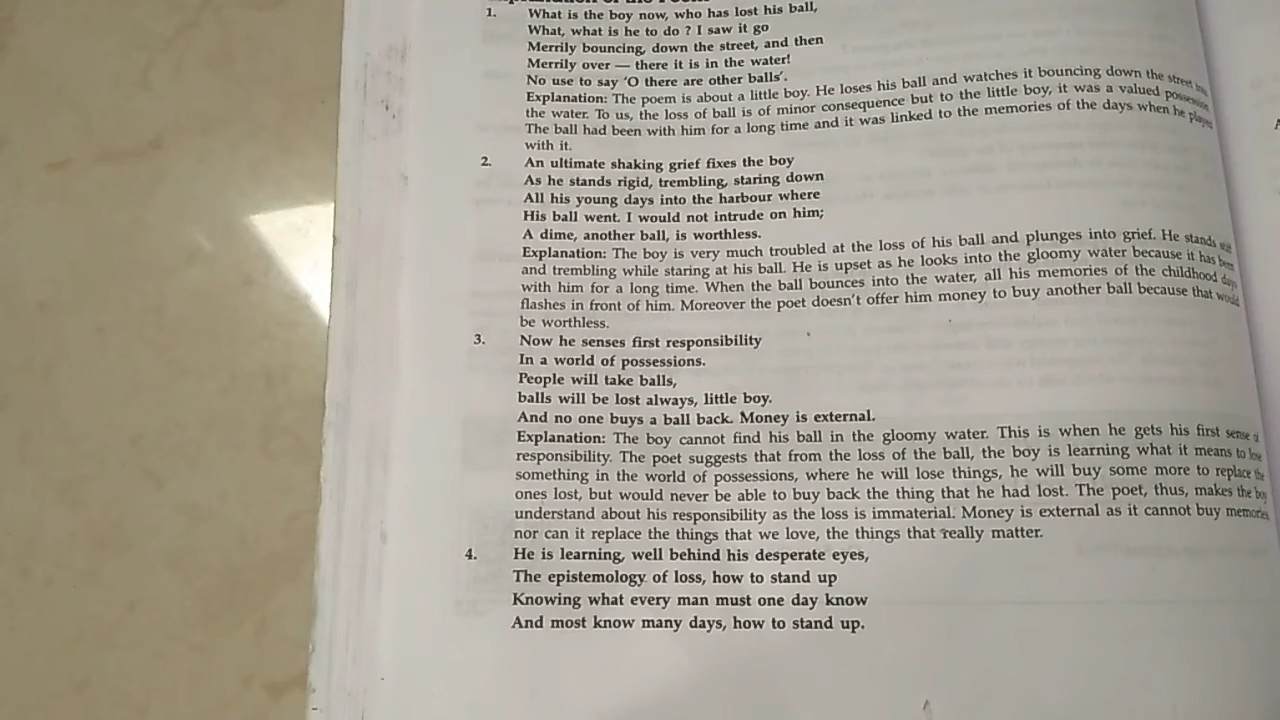 1. What is the boy now, who has lost his ball,
What, what is he to do ? I saw it go
Merrily bouncing, down the street, and then
Merrily over — there it is in the water!
No use to say ‘O there are other balls’.
Explanation: The poem is about a little boy. He loses his ball and watches it bouncing down the street
the water. To us, the loss of ball is of minor consequence but to the little boy, it was a valued possession
The ball had been with him for a long time and it was linked to the memories of the days when he played
with it.
2. An ultimate shaking grief fixes the boy
As he stands rigid, trembling, staring down
All his young days into the harbour where
His ball went. I would not intrude on him;
A dime, another ball, is worthless.
Explanation: The boy is very much troubled at the loss of his ball and plunges into grief. He stands
and trembling while staring at his ball. He is upset as he looks into the gloomy water because it has been
with him for a long time. When the ball bounces into the water, all his memories of the childhood days
flashes in front of him. Moreover the poet doesn’t offer him money to buy another ball because that would
be worthless.
3. Now he senses first responsibility
In a world of possessions.
People will take balls,
balls will be lost always, little boy.
And no one buys a ball back. Money is external.
Explanation: The boy cannot find his ball in the gloomy water. This is when he gets his first sense of
responsibility. The poet suggests that from the loss of the ball, the boy is learning what it means to lose
something in the world of possessions, where he will lose things, he will buy some more to replace the
ones lost, but would never be able to buy back the thing that he had lost. The poet, thus, makes the boy
understand about his responsibility as the loss is immaterial. Money is external as it cannot buy memories,
nor can it replace the things that we love, the things that really matter.
4. He is learning, well behind his desperate eyes,
The epistemology of loss, how to stand up
Knowing what every man must one day know
And most know many days, how to stand up.